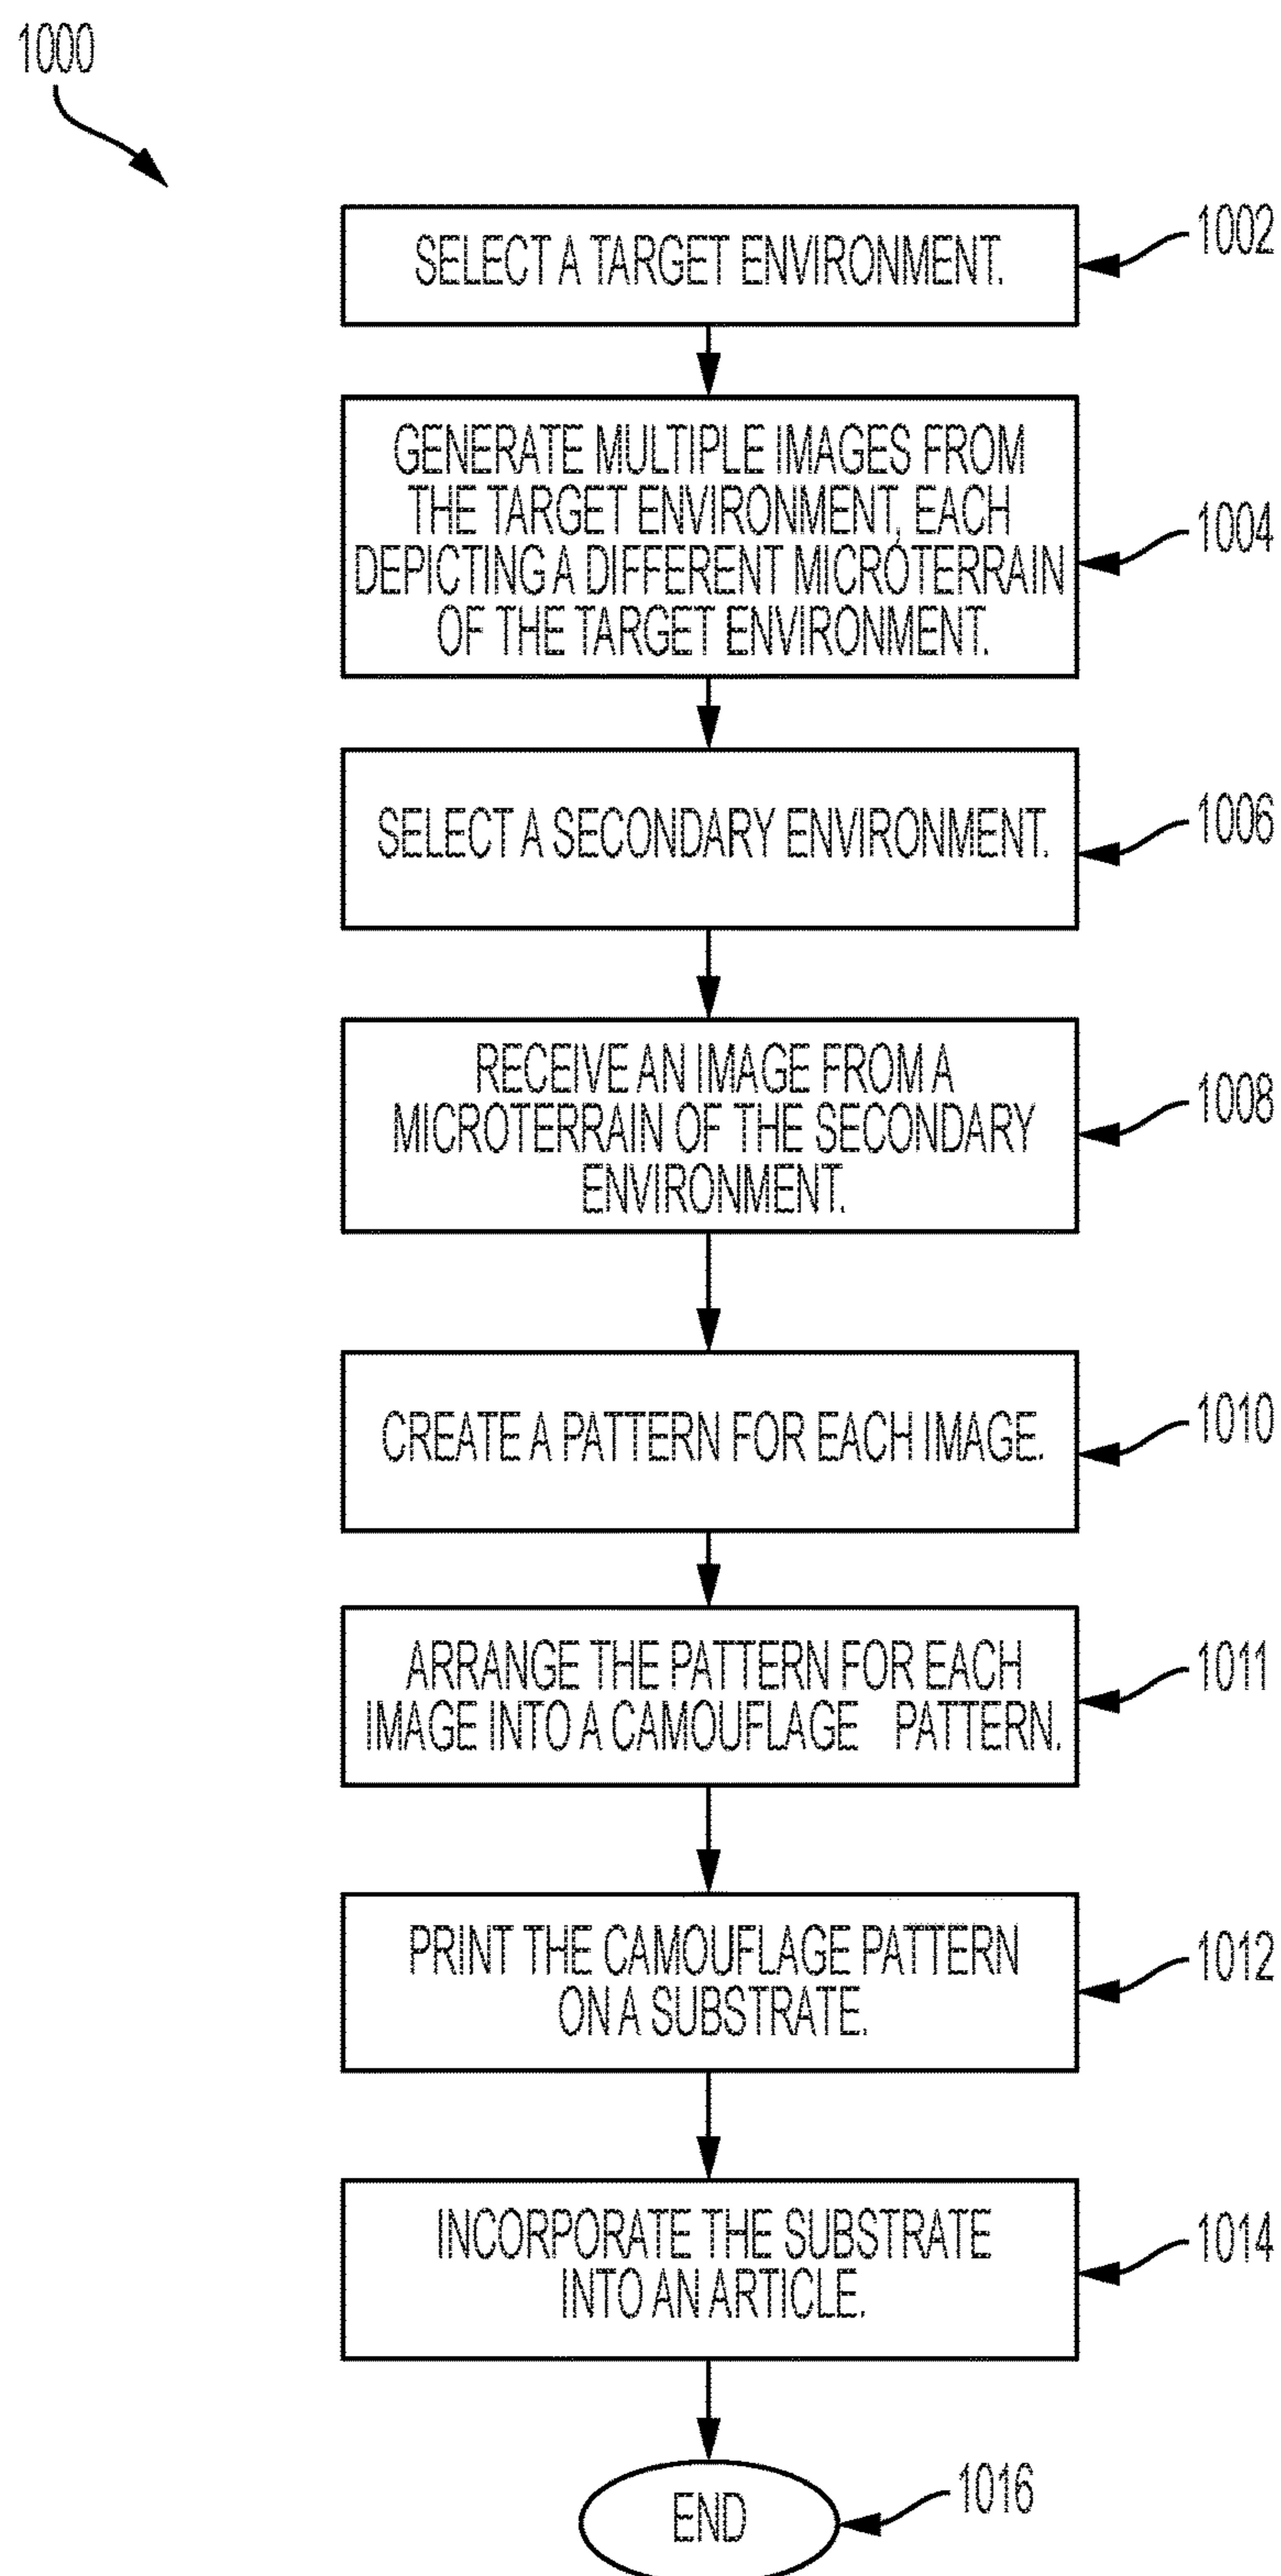 1000
SELECT A TARGET ENVIRONMENT.
1002
GENERATE MULTIPLE IMAGES FROM
THE TARGET ENVIRONMENT, EACH
DEPICTING A DIFFERENT MICROTERRAIN
OF THE TARGET ENVIRONMENT.
1004
SELECT A SECONDARY ENVIRONMENT.
1006
RECEIVE AN IMAGE FROM A
MICROTERRAIN OF THE SECONDARY
ENVIRONMENT.
1008
CREATE A PATTERN FOR EACH IMAGE.
1010
ARRANGE THE PATTERN FOR EACH
IMAGE INTO A CAMOUFLAGE PATTERN.
1011
PRINT THE CAMOUFLAGE PATTERN
ON A SUBSTRATE.
1012
INCORPORATE THE SUBSTRATE
INTO AN ARTICLE.
1014
END
1016